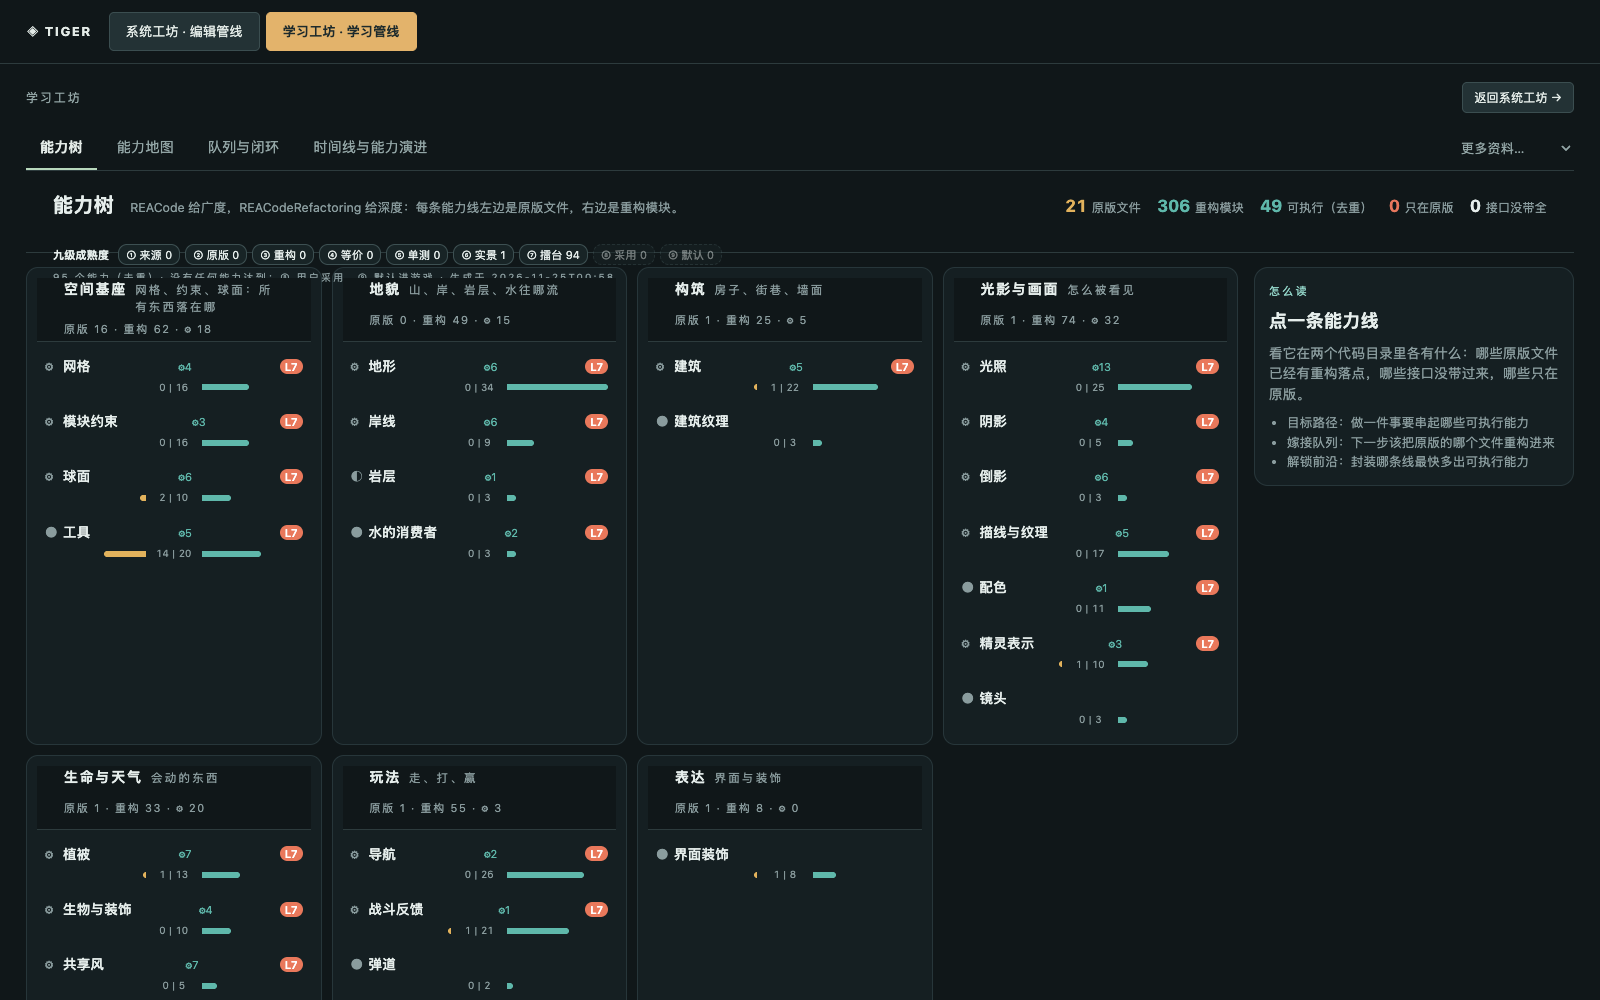 ◈ TIGER
系统工坊 · 编辑管线
学习工坊 · 学习管线
学习工坊
返回系统工坊 →
能力树
能力地图
队列与闭环
时间线与能力演进
更多资料...
能力树
REACode 给广度，REACodeRefactoring 给深度：每条能力线左边是原版文件，右边是重构模块。
21 原版文件
306 重构模块
49 可执行（去重）
0 只在原版
0 接口没带全
九级成熟度
① 来源 0
② 原版 0
③ 重构 0
④ 等价 0
⑤ 单测 0
⑥ 实景 1
⑦ 擂台 94
⑧ 采用 0
⑨ 默认 0
空间基座 网格、约束、球面：所
有东西落在哪
原版 16 · 重构 62 · ⚙ 18
⚙ 网格 ⚙4 L7
0 | 16
⚙ 模块约束 ⚙3 L7
0 | 16
⚙ 球面 ⚙6 L7
2 | 10
工具 ⚙5 L7
14 | 20
地貌 山、岸、岩层、水往哪流
原版 0 · 重构 49 · ⚙ 15
⚙ 地形 ⚙6 L7
0 | 34
⚙ 岸线 ⚙6 L7
0 | 9
岩层 ⚙1 L7
0 | 3
水的消费者 ⚙2 L7
0 | 3
构筑 房子、街巷、墙面
原版 1 · 重构 25 · ⚙ 5
⚙ 建筑 ⚙5 L7
1 | 22
建筑纹理
0 | 3
光影与画面 怎么被看见
原版 1 · 重构 74 · ⚙ 32
⚙ 光照 ⚙13 L7
0 | 25
⚙ 阴影 ⚙4 L7
0 | 5
⚙ 倒影 ⚙6 L7
0 | 3
⚙ 描线与纹理 ⚙5 L7
0 | 17
配色 ⚙1 L7
0 | 11
⚙ 精灵表示 ⚙3 L7
1 | 10
镜头
0 | 3
怎么读
点一条能力线
看它在两个代码目录里各有什么：哪些原版文件
已经有重构落点，哪些接口没带过来，哪些只在
原版。
• 目标路径：做一件事要串起哪些可执行能力
• 嫁接队列：下一步该把原版的哪个文件重构进来
• 解锁前沿：封装哪条线最快多出可执行能力
生命与天气 会动的东西
原版 1 · 重构 33 · ⚙ 20
⚙ 植被 ⚙7 L7
1 | 13
⚙ 生物与装饰 ⚙4 L7
0 | 10
⚙ 共享风 ⚙7 L7
0 | 5
玩法 走、打、赢
原版 1 · 重构 55 · ⚙ 3
⚙ 导航 ⚙2 L7
0 | 26
⚙ 战斗反馈 ⚙1 L7
1 | 21
弹道
0 | 2
表达 界面与装饰
原版 1 · 重构 8 · ⚙ 0
界面装饰
1 | 8